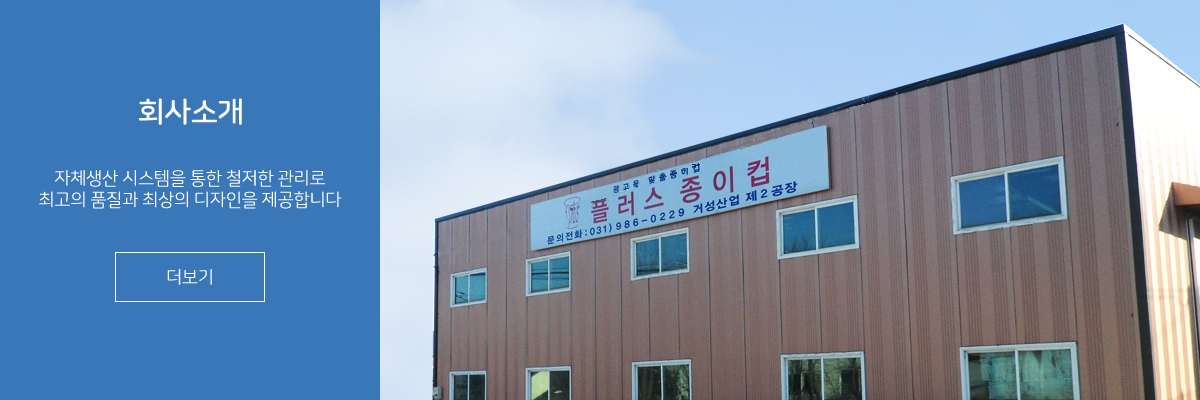 회사소개
자체생산 시스템을 통한 철저한 관리로
최고의 품질과 최상의 디자인을 제공합니다
더보기
광고용 맞춤종이컵
플러스 종이컵
문의전화:031)986-0229 거성산업 제2공장